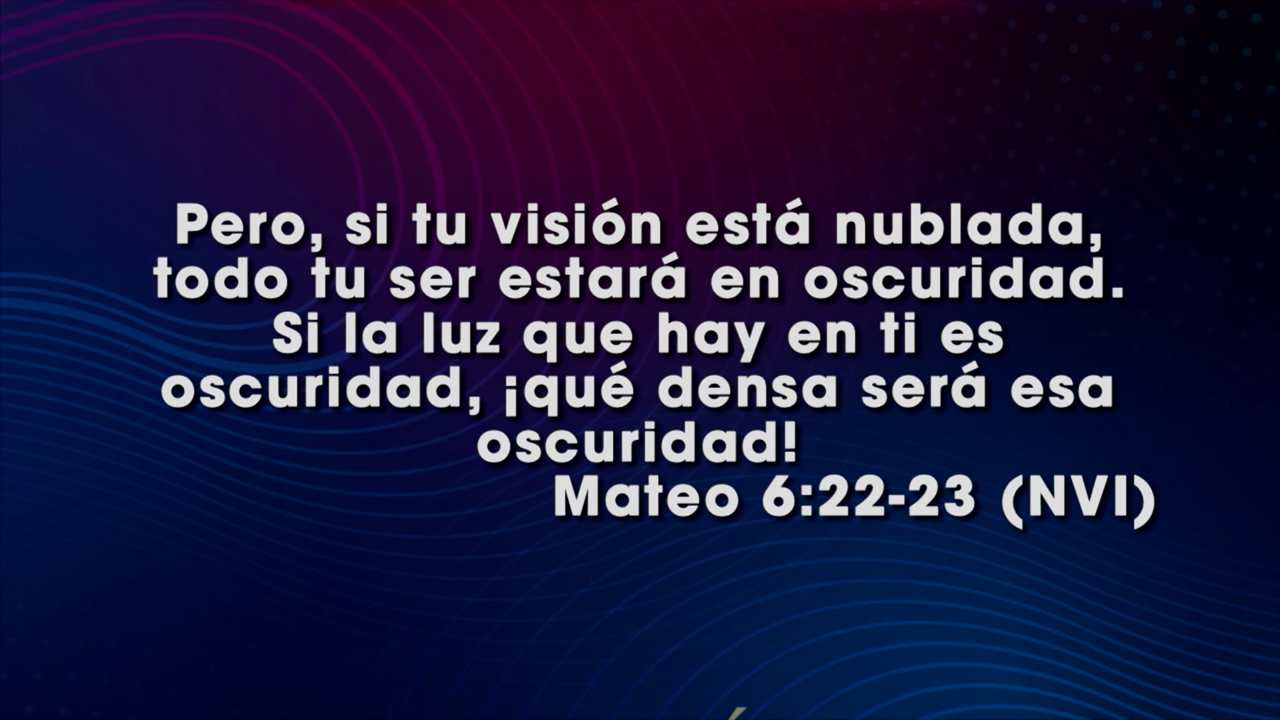 Pero, si tu visión está nublada,
todo tu ser estará en oscuridad.
Si la luz que hay en ti es
oscuridad, ¡qué densa será esa
oscuridad!
Mateo 6:22-23 (NVI)